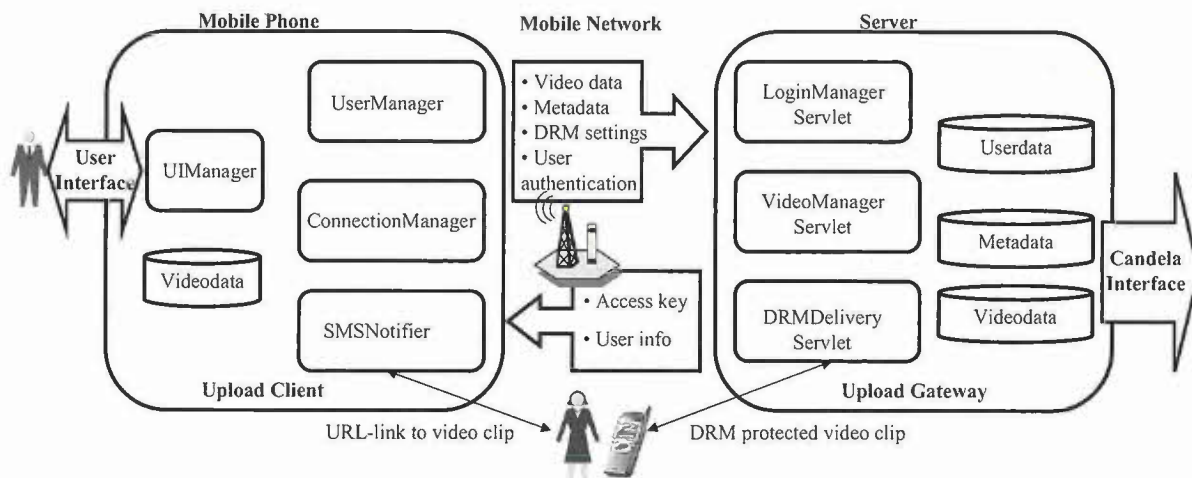 Mobile Phone
Mobile Network
Server
UserManager
• Video data
• Metadata
• DRM settings
• User
authentication
LoginManager
Servlet
Userdata
User
Interface
UIManager
ConnectionManager
VideoManager
Servlet
Metadata
Candela
Interface
Videodata
SMSNotifier
• Access key
• User info
DRMDelivery
Servlet
Videodata
Upload Client
Upload Gateway
URL-link to video clip
DRM protected video clip